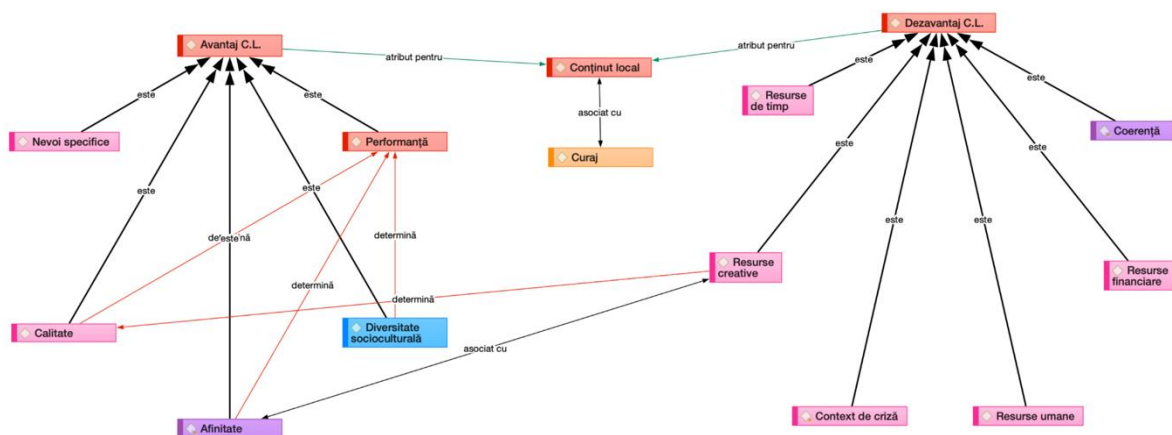 Avantaj C.L.
Dezavantaj C.L.
atribut pentru
atribut pentru
Conținut local
este
este
Resurse
de timp
este
este
asociat cu
Nevoi specifice
Performanță
Coerență
Curaj
este
este
este
este
este
determină
este
este
determină
Resurse
creative
Resurse
financiare
determină
determină
Calitate
Diversitate
socioculturală
asociat cu
Context de criză
Resurse umane
Afinitate